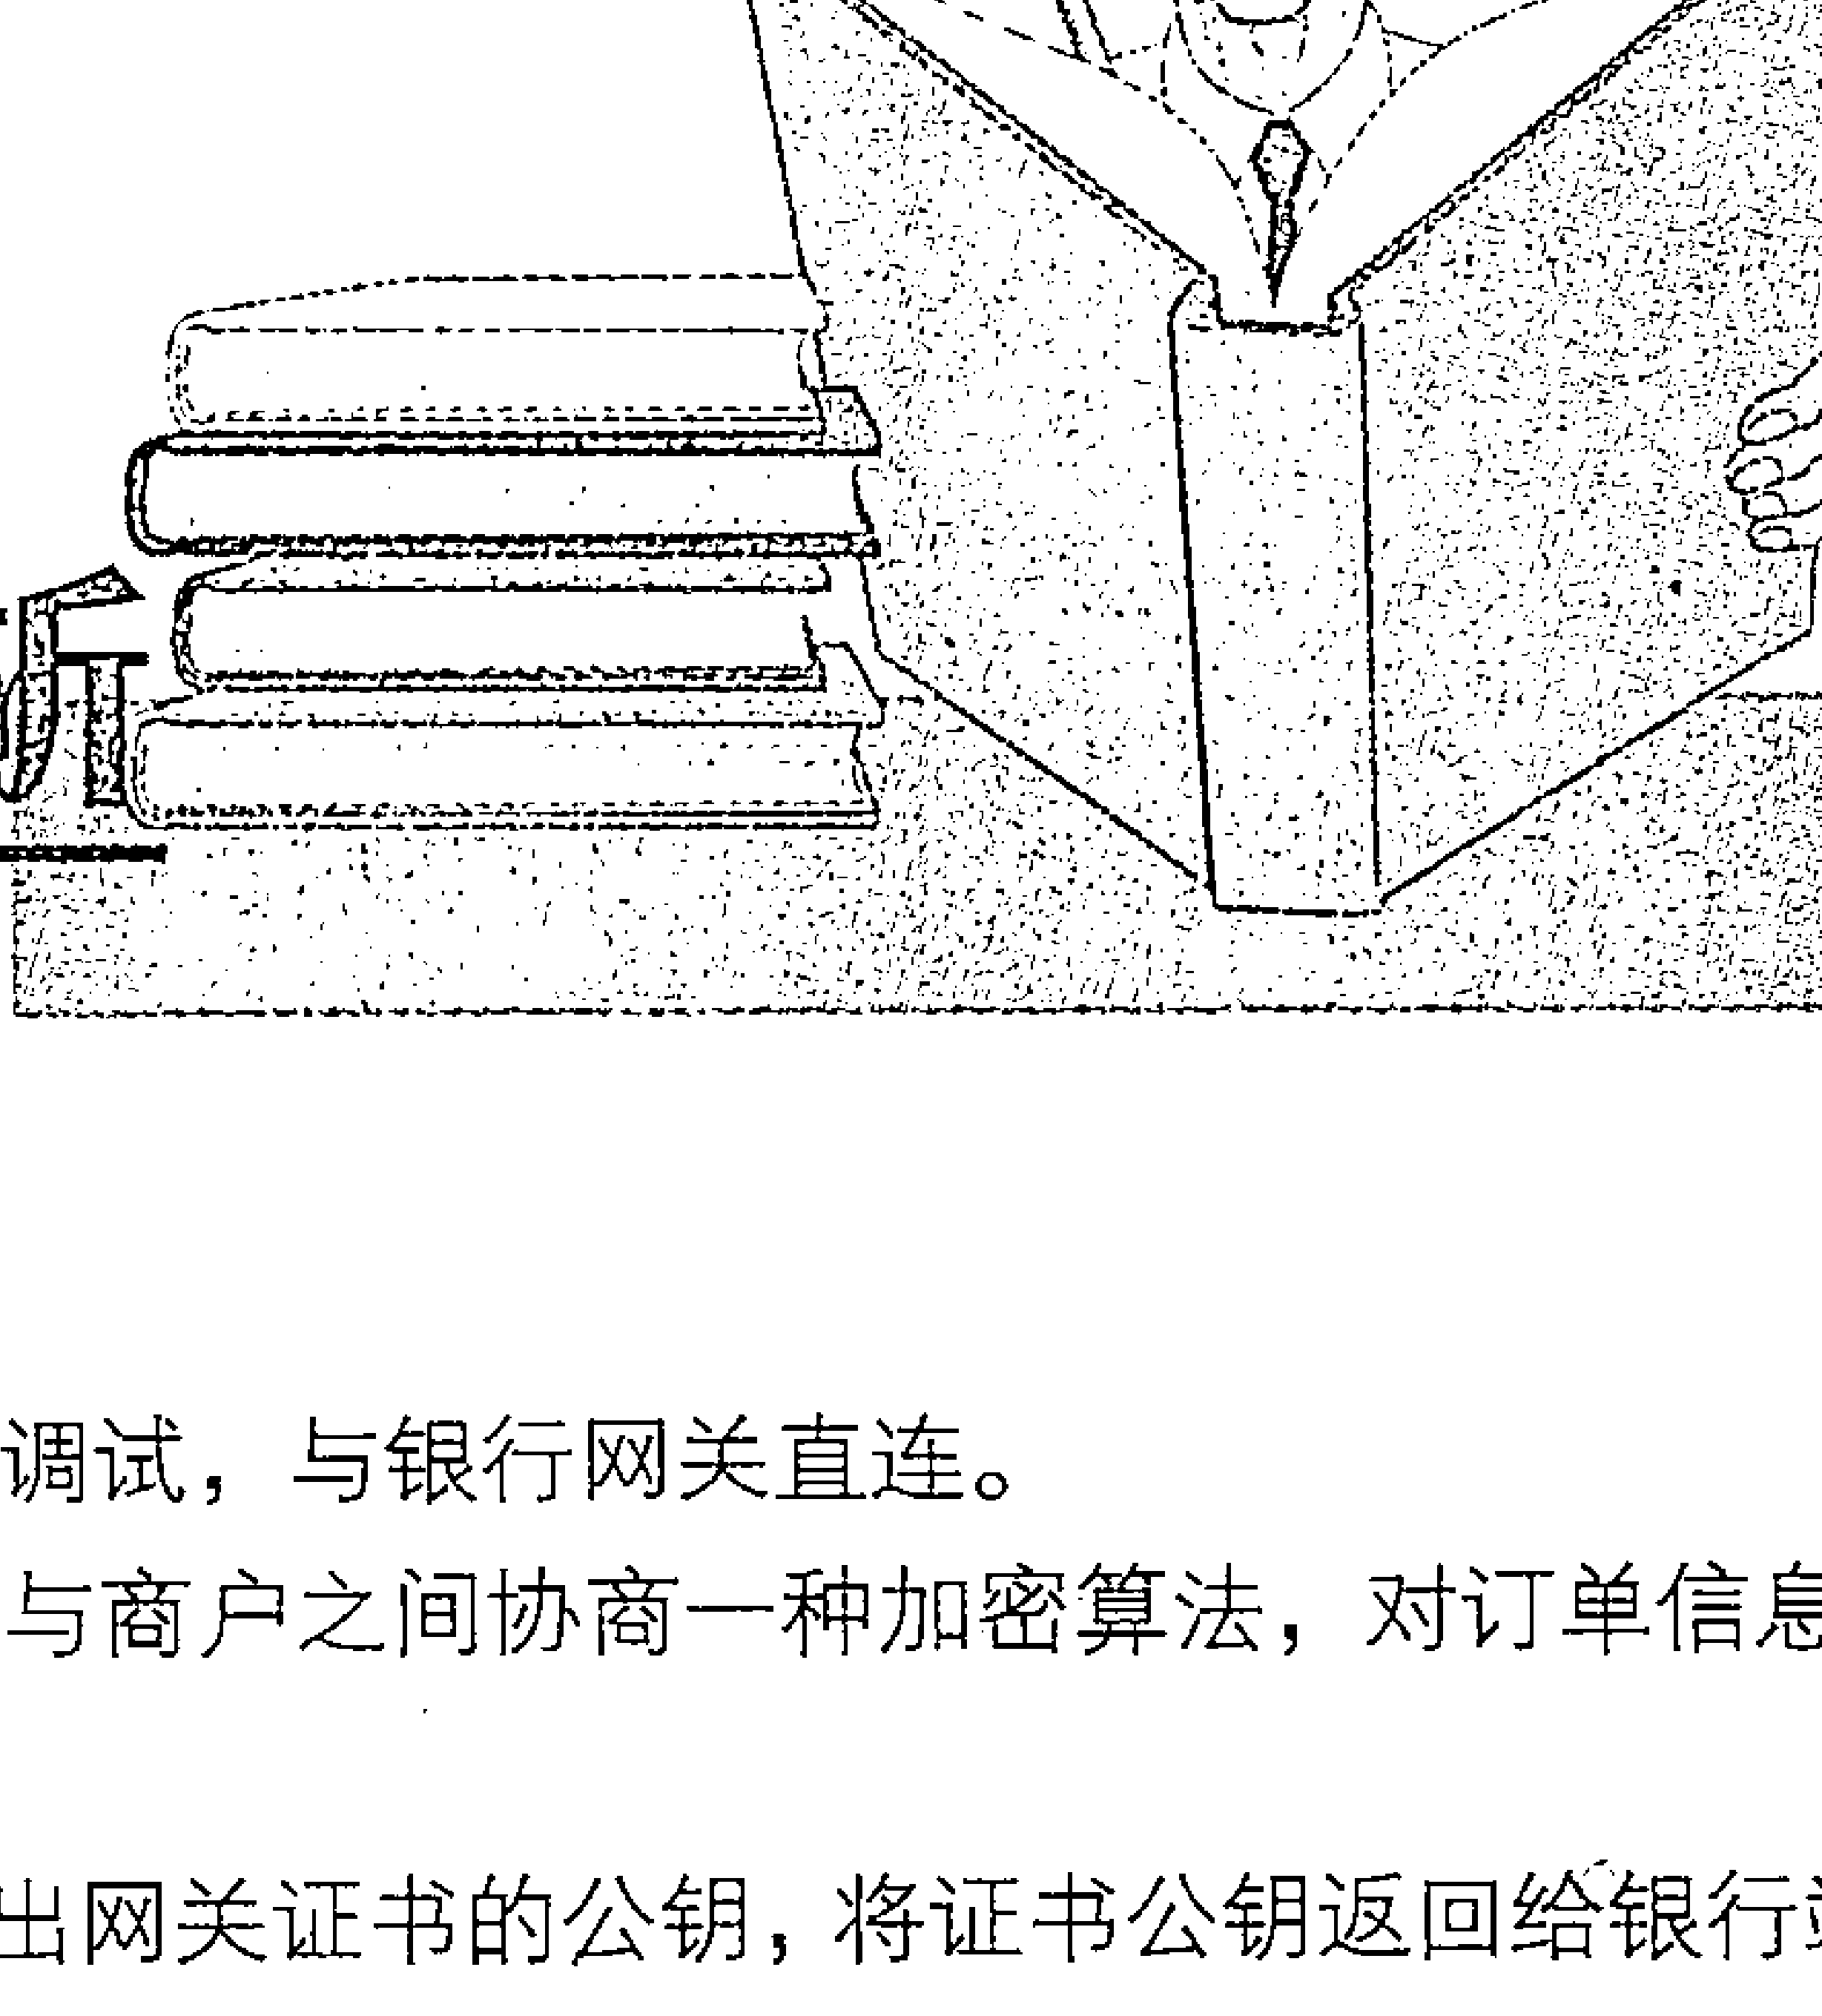 调试，与银行网关直连。
与商户之间协商一种加密算法，对订单信息
出网关证书的公钥，将证书公钥返回给银行